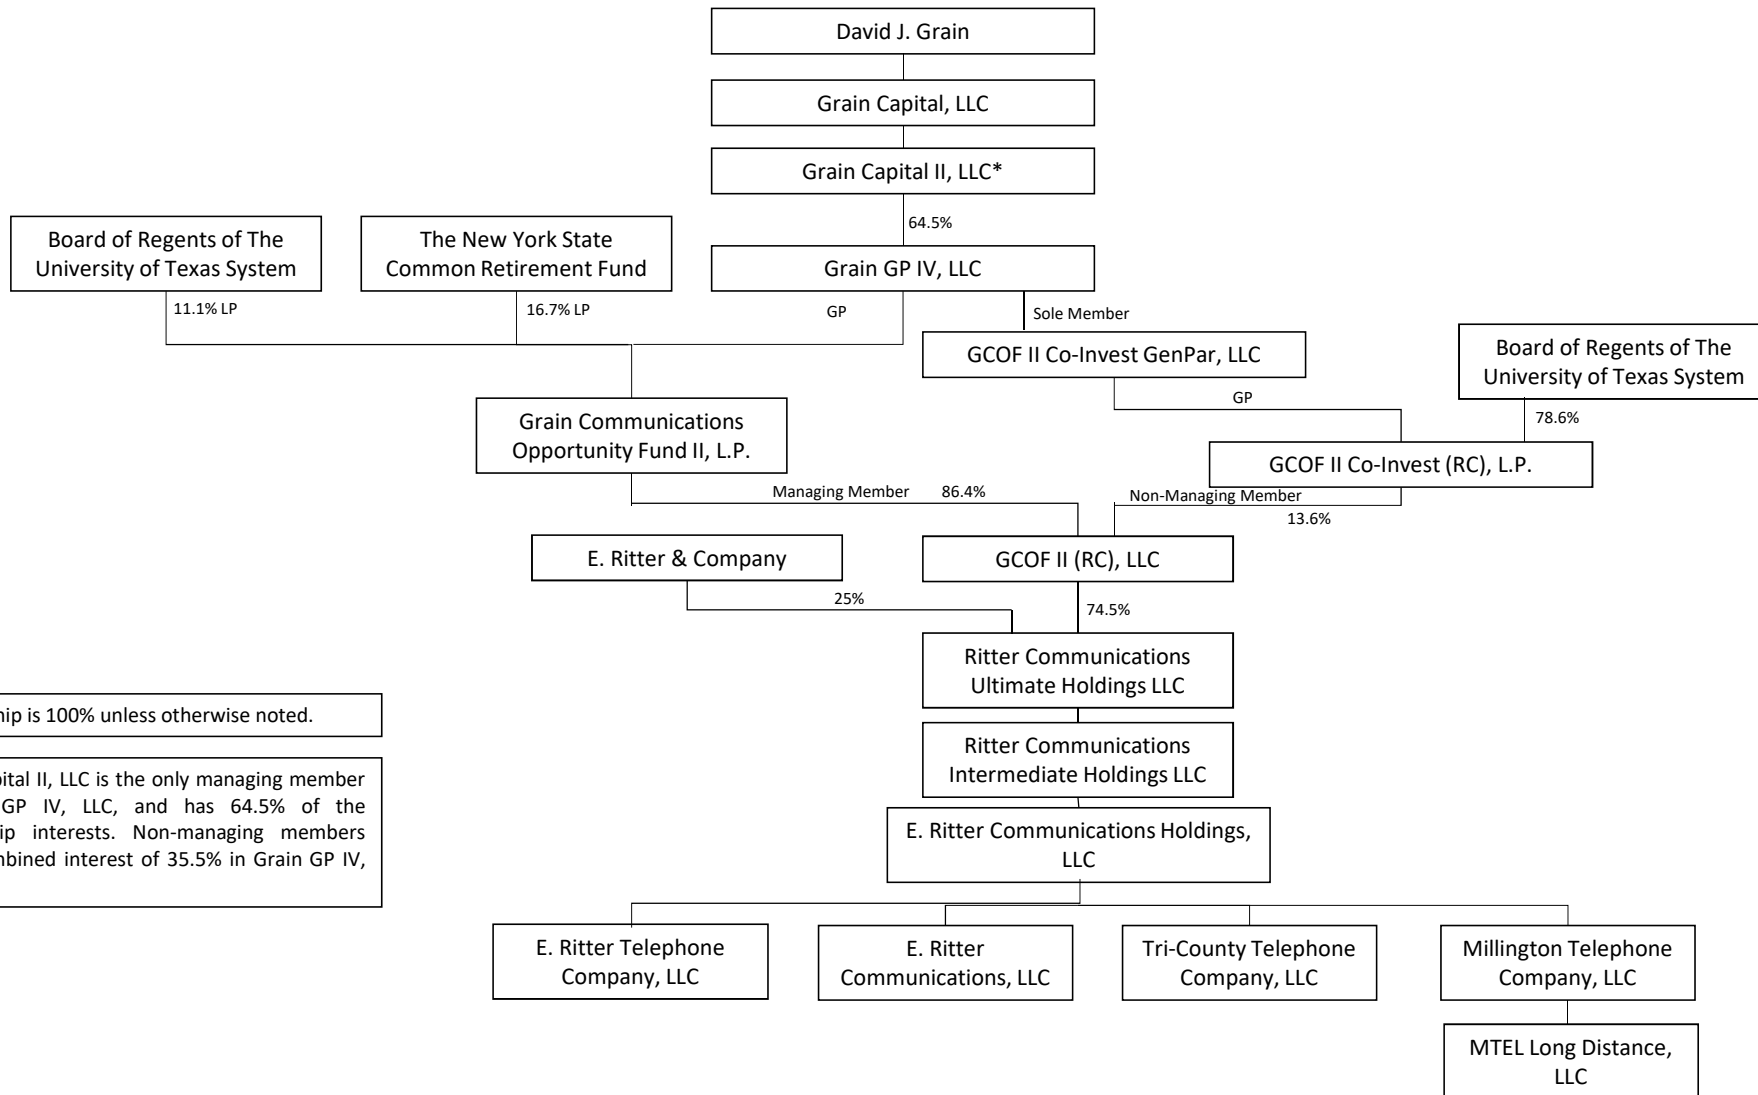 David J. Grain
Grain Capital, LLC
Grain Capital II, LLC*
64.5%
Board of Regents of The
University of Texas System
The New York State
Common Retirement Fund
Grain GP IV, LLC
11.1% LP
16.7% LP
GP
Sole Member
GCOF II Co-Invest GenPar, LLC
Board of Regents of The
University of Texas System
GP
78.6%
Grain Communications
Opportunity Fund II, L.P.
GCOF II Co-Invest (RC), L.P.
Managing Member 86.4%
Non-Managing Member
13.6%
E. Ritter & Company
GCOF II (RC), LLC
25%
74.5%
Ritter Communications
Ultimate Holdings LLC
is 100% unless otherwise noted.
Ritter Communications
Intermediate Holdings LLC
II, LLC is the only managing member
GP IV, LLC, and has 64.5% of the
interests. Non-managing members
interest of 35.5% in Grain GP IV,
E. Ritter Communications Holdings,
LLC
E. Ritter Telephone
Company, LLC
E. Ritter
Communications, LLC
Tri-County Telephone
Company, LLC
Millington Telephone
Company, LLC
MTEL Long Distance,
LLC